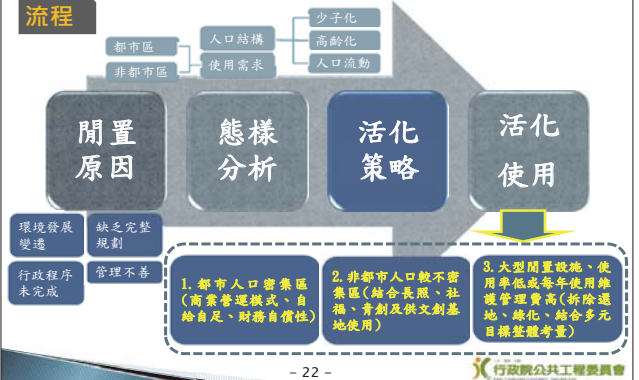 流程
都市區
非都市區
人口結構
使用需求
少子化
高齡化
人口流動
閒置
原因
態樣
分析
活化
策略
活化
使用
環境發展
變遷
缺乏完整
規劃
行政程序
未完成
管理不善
1. 都市人口密集區
(商業營運模式、自
給自足、財務自償性)
2. 非都市人口較不密
集區(結合長照、社
福、青創及供文創基
地使用)
3. 大型閒置設施、使
用率低或每年使用維
護管理費高(拆除還
地、綠化、結合多元
目標整體考量)
- 22 -
行政院公共工程委員會